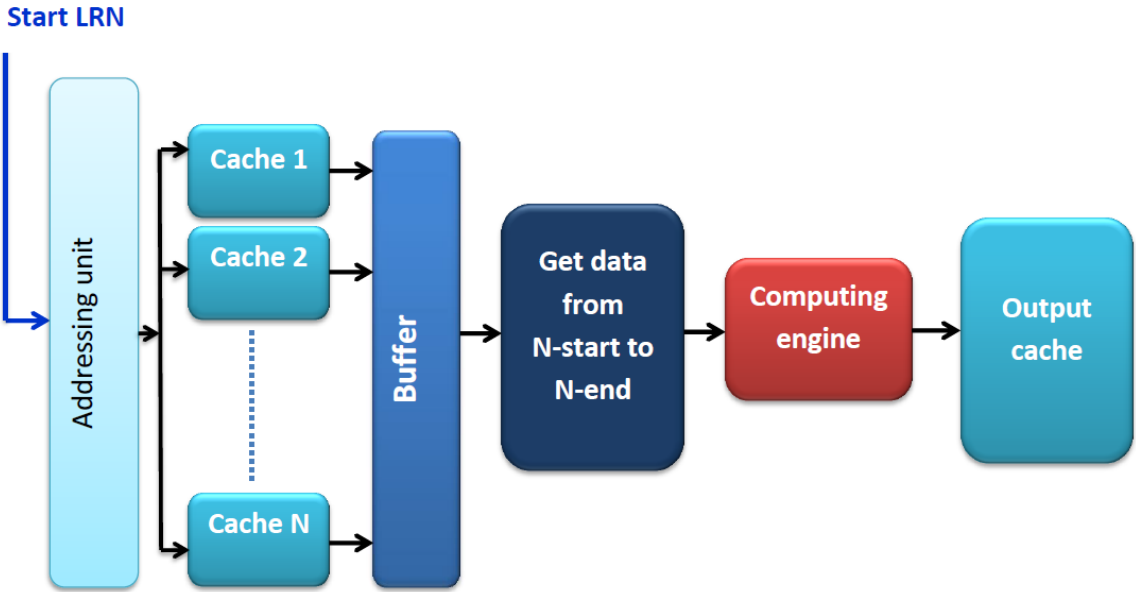 Start LRN
Addressing unit
Cache 1
Cache 2
Cache N
Buffer
Get data
from
N-start to
N-end
Computing
engine
Output
cache